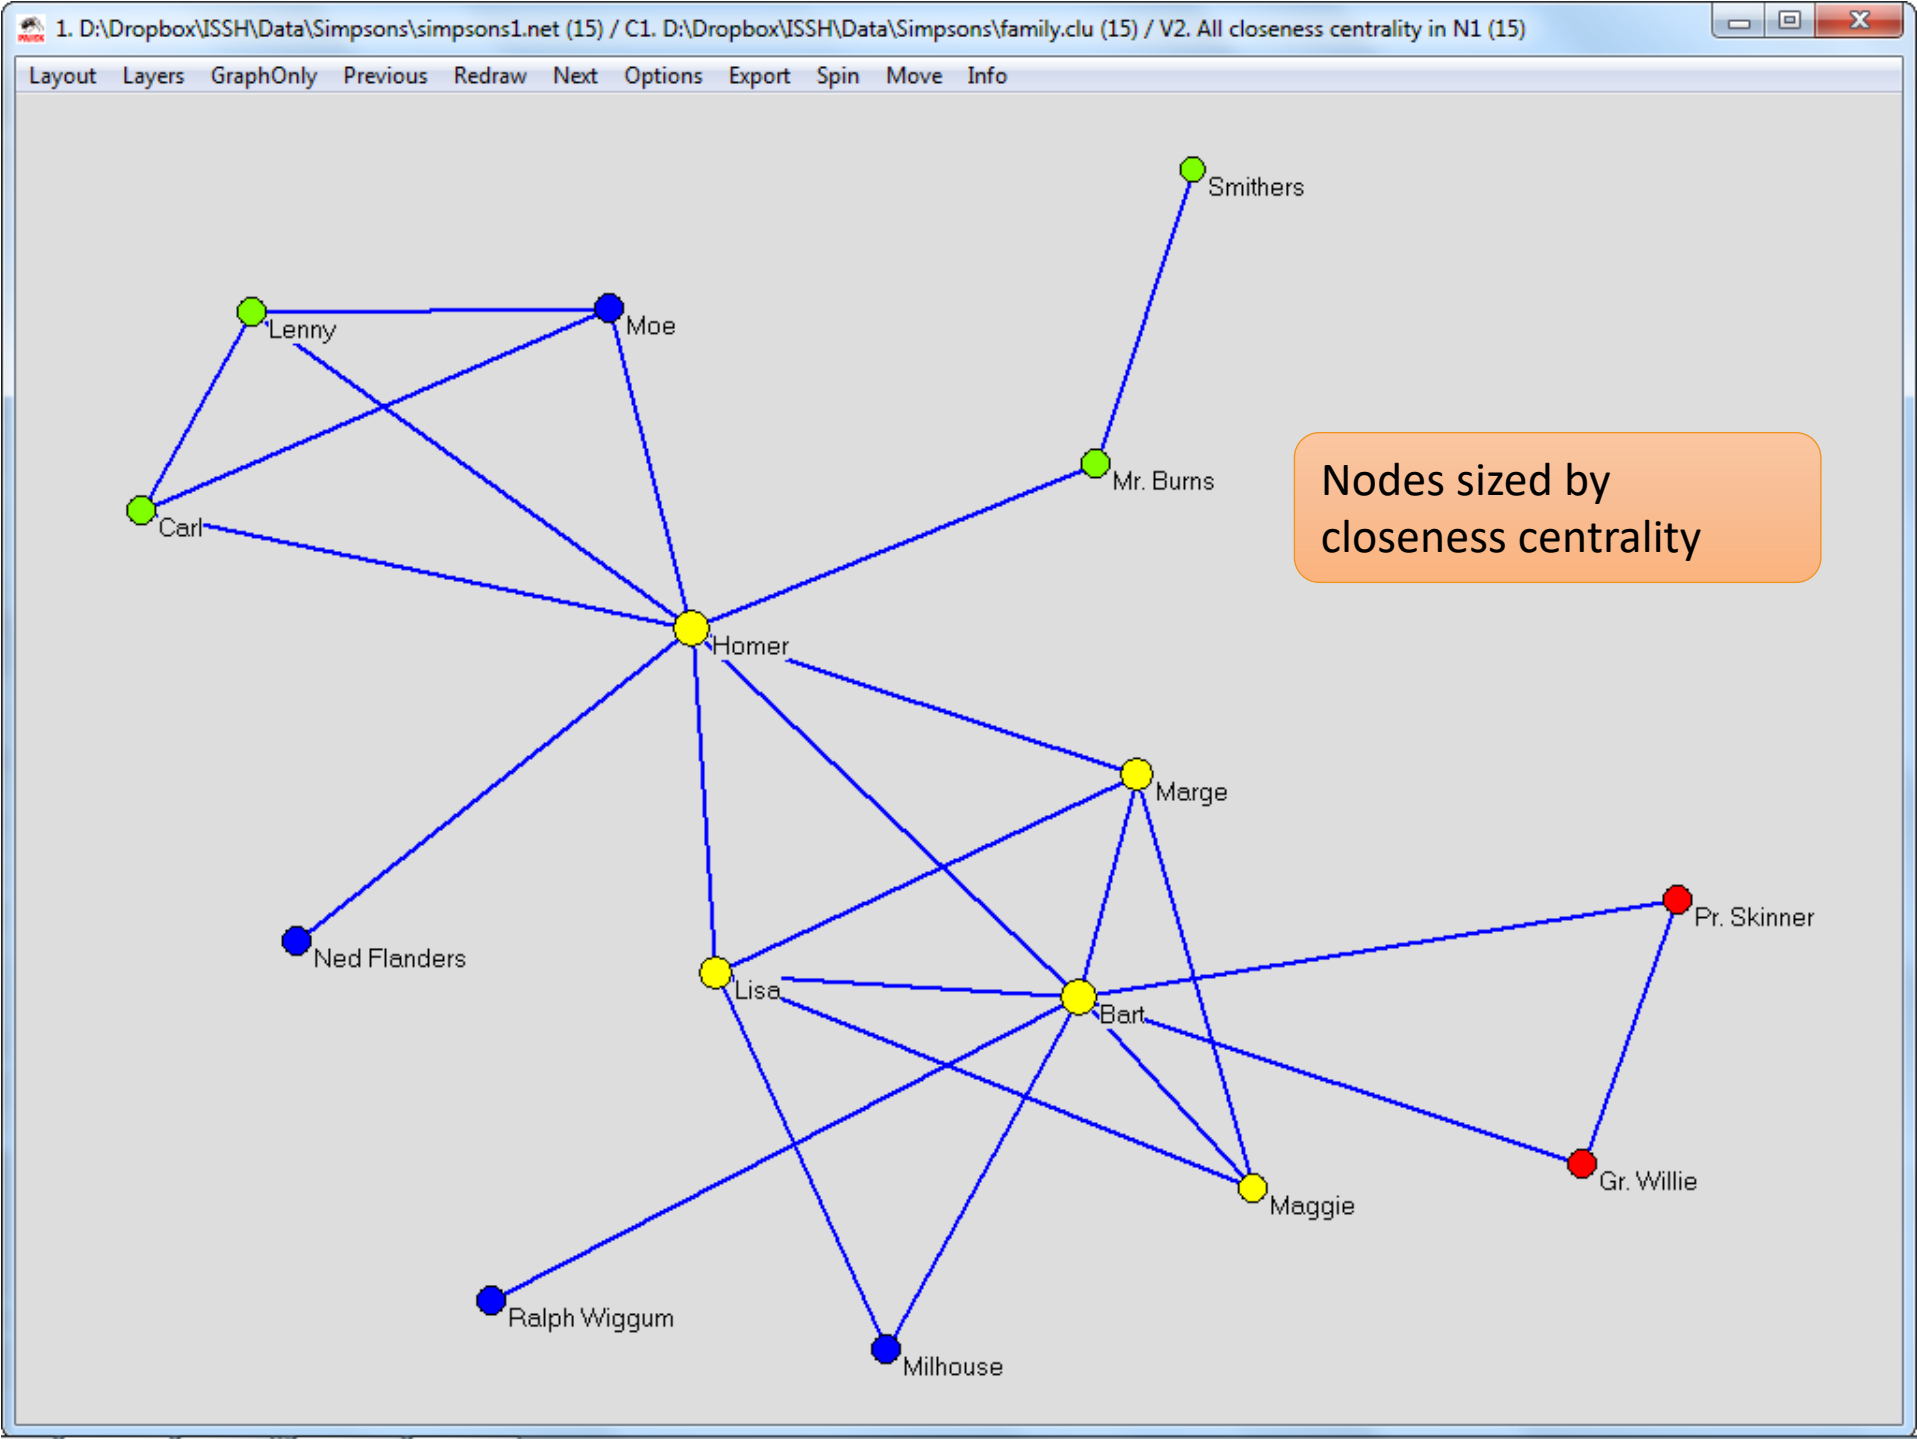 1. D:\Dropbox\ISSH\Data\Simpsons\simpsons1.net (15) / C1. D:\Dropbox\ISSH\Data\Simpsons\family.clu (15) / V2. All closeness centrality in N1 (15)
Layout Layers GraphOnly Previous Redraw Next Options Export Spin Move Info
Smithers
Lenny
Moe
Mr. Burns
Nodes sized by
closeness centrality
Carl
Homer
Marge
Pr. Skinner
Ned Flanders
Lisa
Bart
Gr. Willie
Maggie
Ralph Wiggum
Milhouse